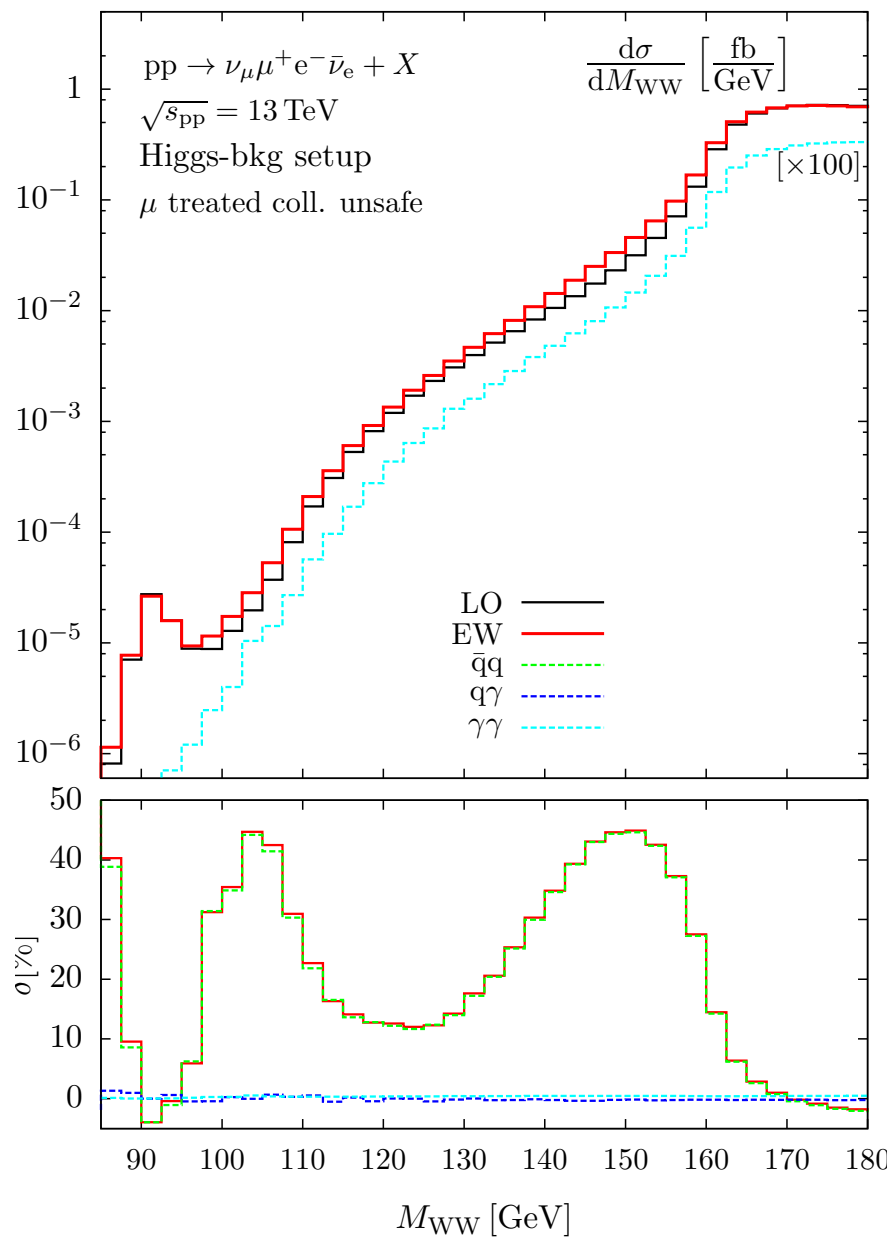 pp → ν_μ μ⁺ e⁻ ν̄_e + X
dσ/dM_WW [fb/GeV]
√s_pp = 13 TeV
Higgs-bkg setup
μ treated coll. unsafe
[×100]
1
10⁻¹
10⁻²
10⁻³
10⁻⁴
10⁻⁵
10⁻⁶
LO
EW
q̄q
qγ
γγ
50
40
30
20
10
0
[%]
90 100 110 120 130 140 150 160 170 180
M_WW [GeV]